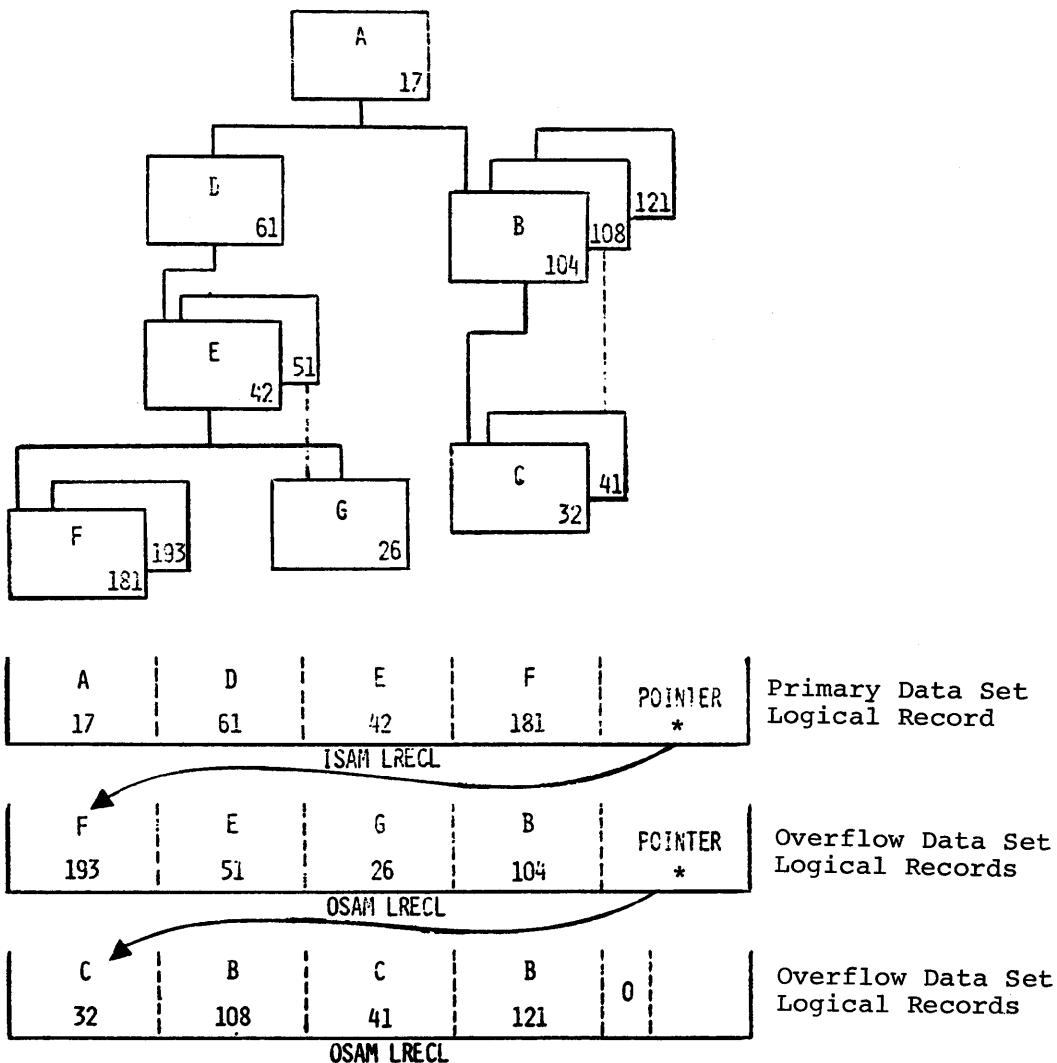 A
17
D
61
B
104
108
121
E
42
51
F
181
193
G
26
C
32
41
A D E F POINTER
17 61 42 181 *
Primary Data Set
Logical Record
ISAM LRECL
F E G B POINTER
193 51 26 104 *
Overflow Data Set
Logical Records
OSAM LRECL
C B C B 0
32 108 41 121
Overflow Data Set
Logical Records
OSAM LRECL